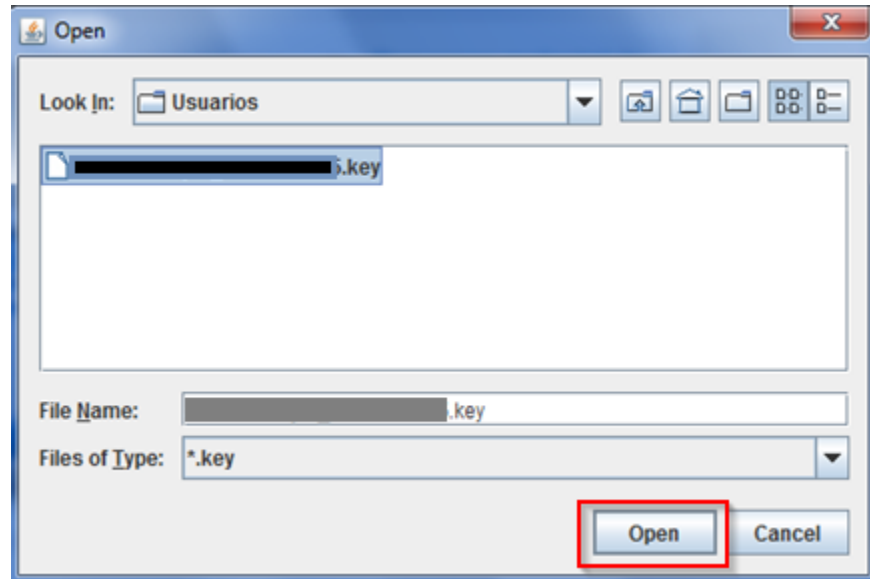 Open
Look In: Usuarios
.key
File Name: .key
Files of Type: *.key
Open Cancel